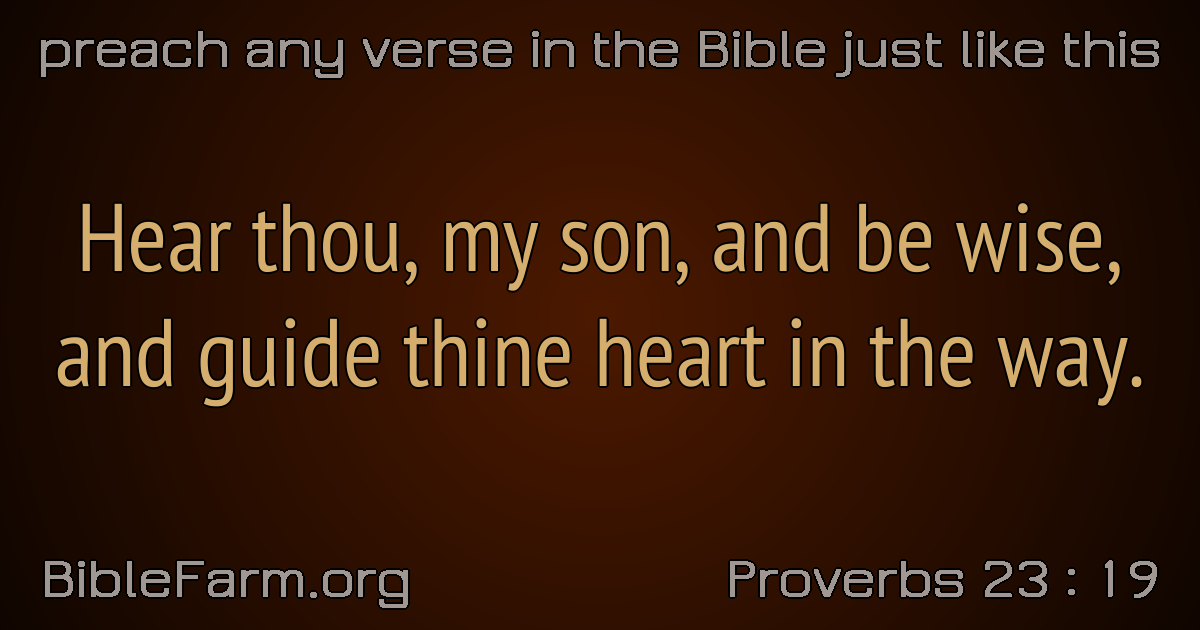 preach any verse in the Bible just like this
Hear thou, my son, and be wise,
and guide thine heart in the way.
BibleFarm.org
Proverbs 23 : 19